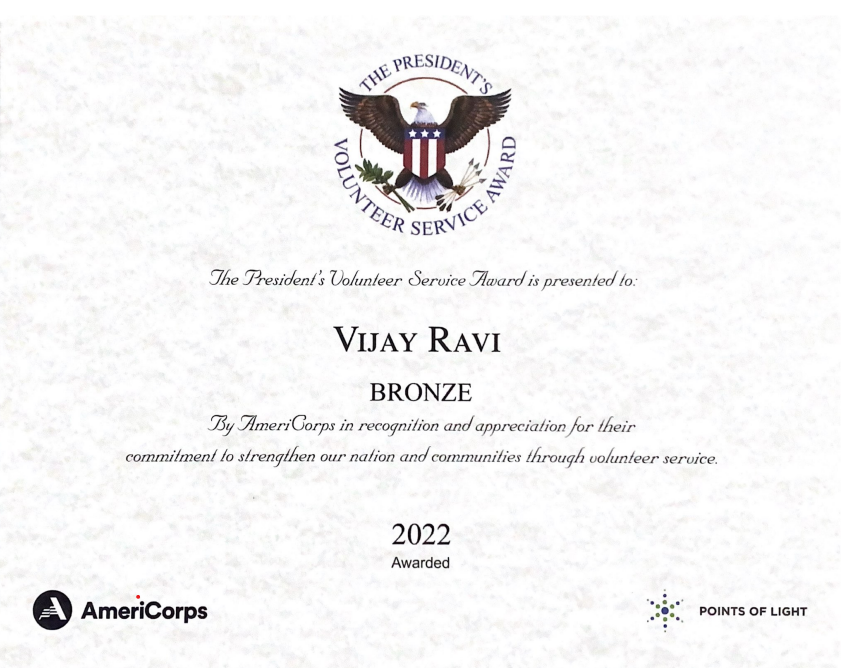 THE PRESIDENT'S
VOLUNTEER SERVICE AWARD
The President's Volunteer Service Award is presented to:
VIJAY RAVI
BRONZE
By AmeriCorps in recognition and appreciation for their
commitment to strengthen our nation and communities through volunteer service.
2022
Awarded
AmeriCorps
POINTS OF LIGHT